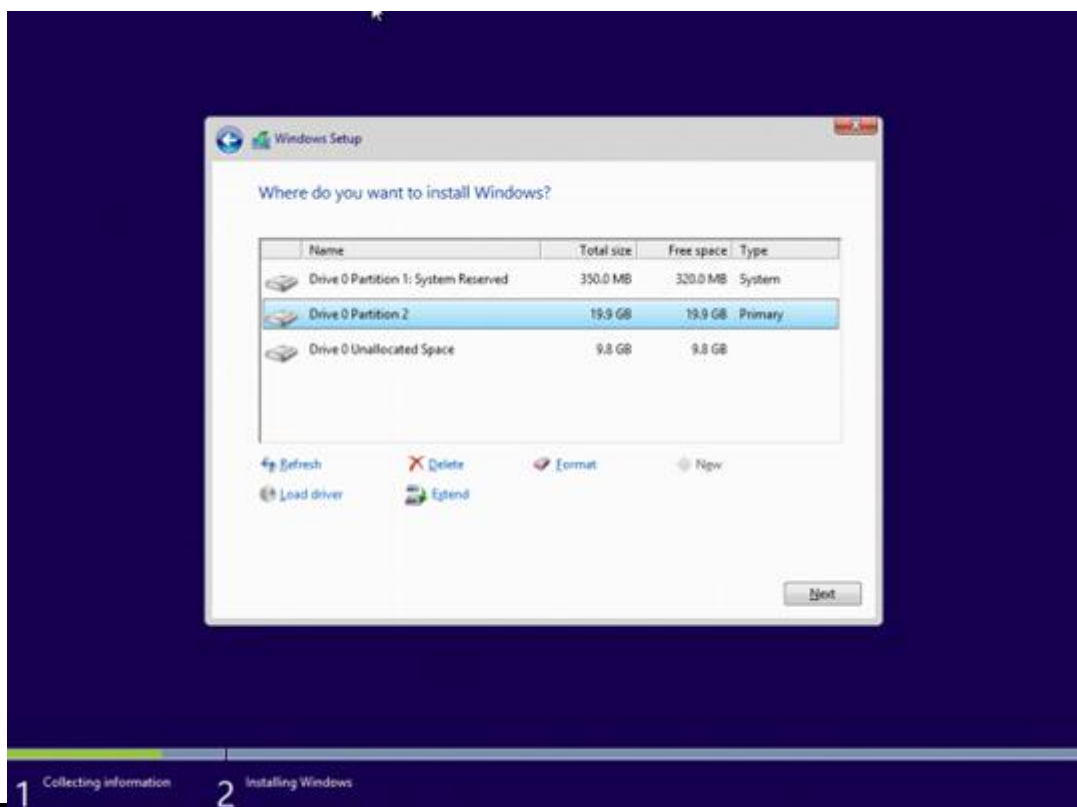 Windows Setup
Where do you want to install Windows?
Name Total size Free space Type
Drive 0 Partition 1: System Reserved 350.0 MB 320.0 MB System
Drive 0 Partition 2 19.9 GB 19.9 GB Primary
Drive 0 Unallocated Space 9.8 GB 9.8 GB
Refresh Delete Format New
Load driver Extend
Next
1 Collecting information 2 Installing Windows